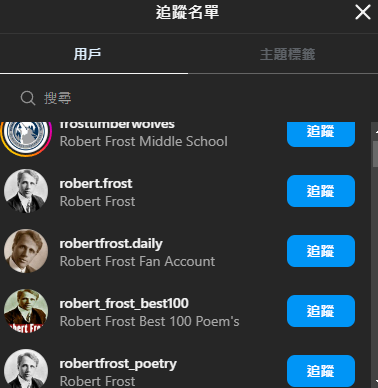 追蹤名單
用戶
主題標籤
搜尋
frosttimberwolves
Robert Frost Middle School
追蹤
robert.frost
Robert Frost
追蹤
robertfrost.daily
Robert Frost Fan Account
追蹤
robert_frost_best100
Robert Frost Best 100 Poem's
追蹤
robertfrost_poetry
Robert Frost
追蹤